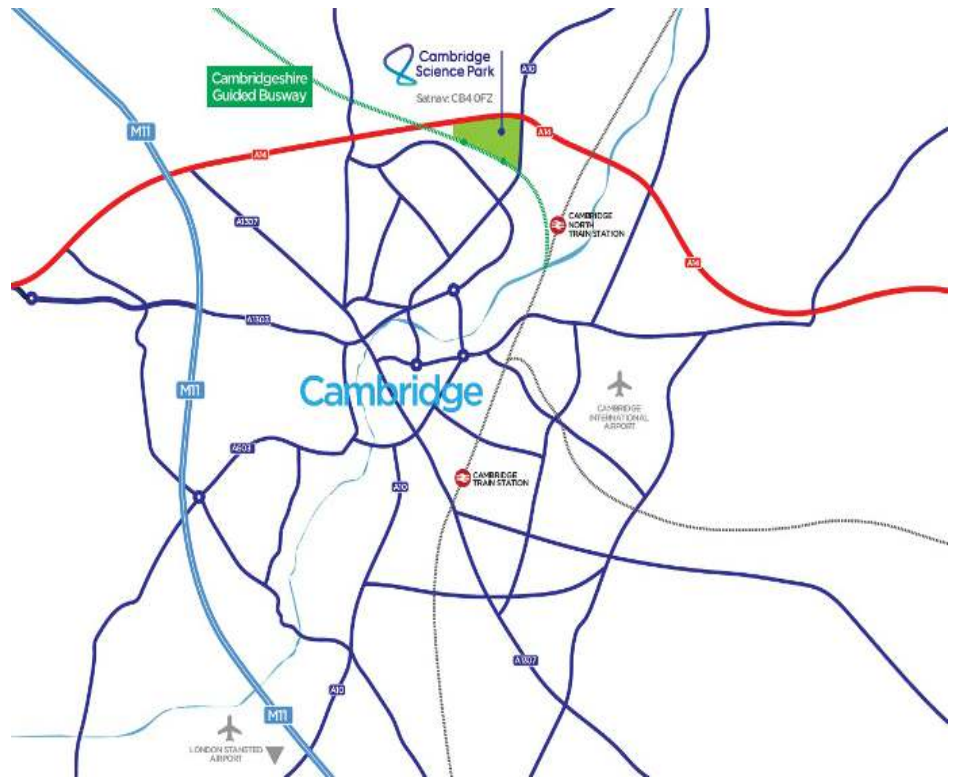 Cambridge
Science Park
Satnav: CB4 0FZ
Cambridgeshire
Guided Busway
A10
M11
A14
A14
A1307
CAMBRIDGE
NORTH
TRAIN STATION
A14
A1303
M11
Cambridge
CAMBRIDGE
INTERNATIONAL
AIRPORT
A603
CAMBRIDGE
TRAIN STATION
A10
A1307
A10
M11
LONDON STANSTED
AIRPORT